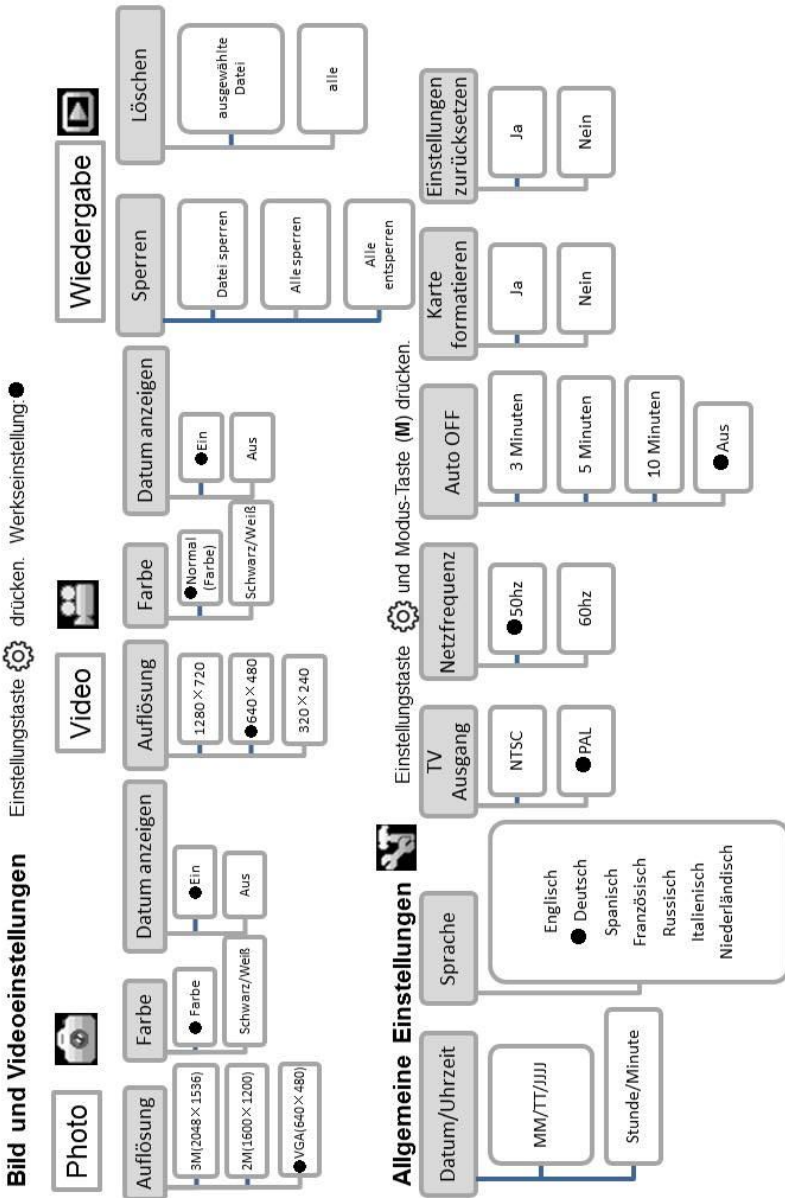 Bild und Videoeinstellungen Einstellungstaste drücken. Werkseinstellung:●
Photo
Auflösung
3M(2048×1536)
2M(1600×1200)
●VGA(640×480)
Farbe
● Farbe
Schwarz/Weiß
Datum anzeigen
●Ein
Aus
Video
Auflösung
1280×720
●640×480
320×240
Farbe
●Normal
(Farbe)
Schwarz/Weiß
Datum anzeigen
●Ein
Aus
Wiedergabe
Sperren
Datei sperren
Alle sperren
Alle
entsperren
Löschen
ausgewählte
Datei
alle
Allgemeine Einstellungen Einstellungstaste und Modus-Taste (M) drücken.
Datum/Uhrzeit
MM/TT/JJJJ
Stunde/Minute
Sprache
Englisch
● Deutsch
Spanisch
Französisch
Russisch
Italienisch
Niederländisch
TV
Ausgang
NTSC
●PAL
Netzfrequenz
●50hz
60hz
Auto OFF
3 Minuten
5 Minuten
10 Minuten
●Aus
Karte
formatieren
Ja
Nein
Einstellungen
zurücksetzen
Ja
Nein